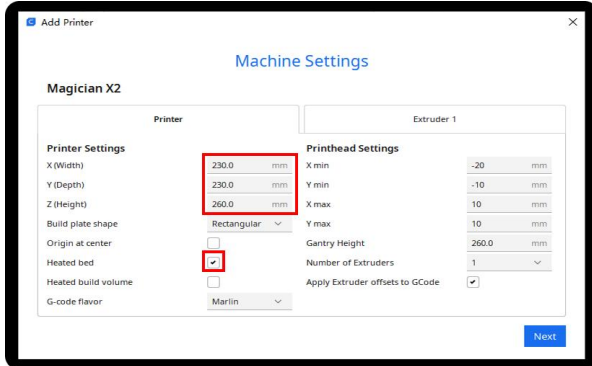 Add Printer
Machine Settings
Magician X2
Printer
Extruder 1
Printer Settings
X (Width) 230.0 mm
Y (Depth) 230.0 mm
Z (Height) 260.0 mm
Build plate shape Rectangular
Origin at center
Heated bed
Heated build volume
G-code flavor Marlin
Printhead Settings
X min -20 mm
Y min -10 mm
X max 10 mm
Y max 10 mm
Gantry Height 260.0 mm
Number of Extruders 1
Apply Extruder offsets to GCode
Next